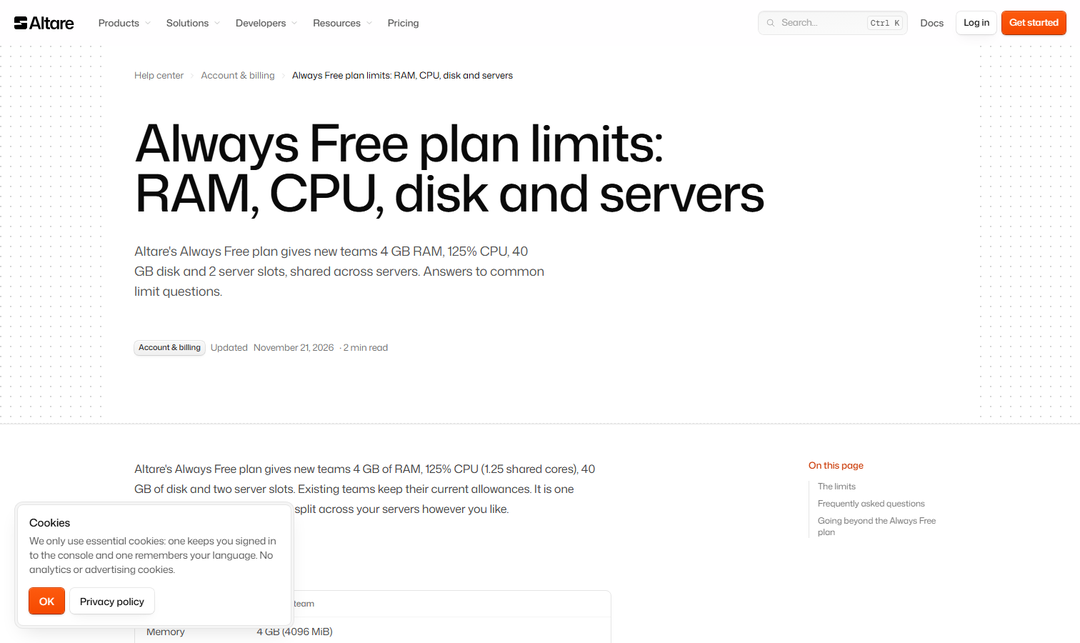 Altare
Products Solutions Developers Resources Pricing
Search... Ctrl K
Docs
Log in
Get started
Help center Account & billing Always Free plan limits: RAM, CPU, disk and servers
Always Free plan limits:
RAM, CPU, disk and servers
Altare's Always Free plan gives new teams 4 GB RAM, 125% CPU, 40
GB disk and 2 server slots, shared across servers. Answers to common
limit questions.
Account & billing Updated November 21, 2026 · 2 min read
Altare's Always Free plan gives new teams 4 GB of RAM, 125% CPU (1.25 shared cores), 40
GB of disk and two server slots. Existing teams keep their current allowances. It is one
split across your servers however you like.
team
Memory 4 GB (4096 MiB)
On this page
The limits
Frequently asked questions
Going beyond the Always Free
plan
Cookies
We only use essential cookies: one keeps you signed in
to the console and one remembers your language. No
analytics or advertising cookies.
OK
Privacy policy